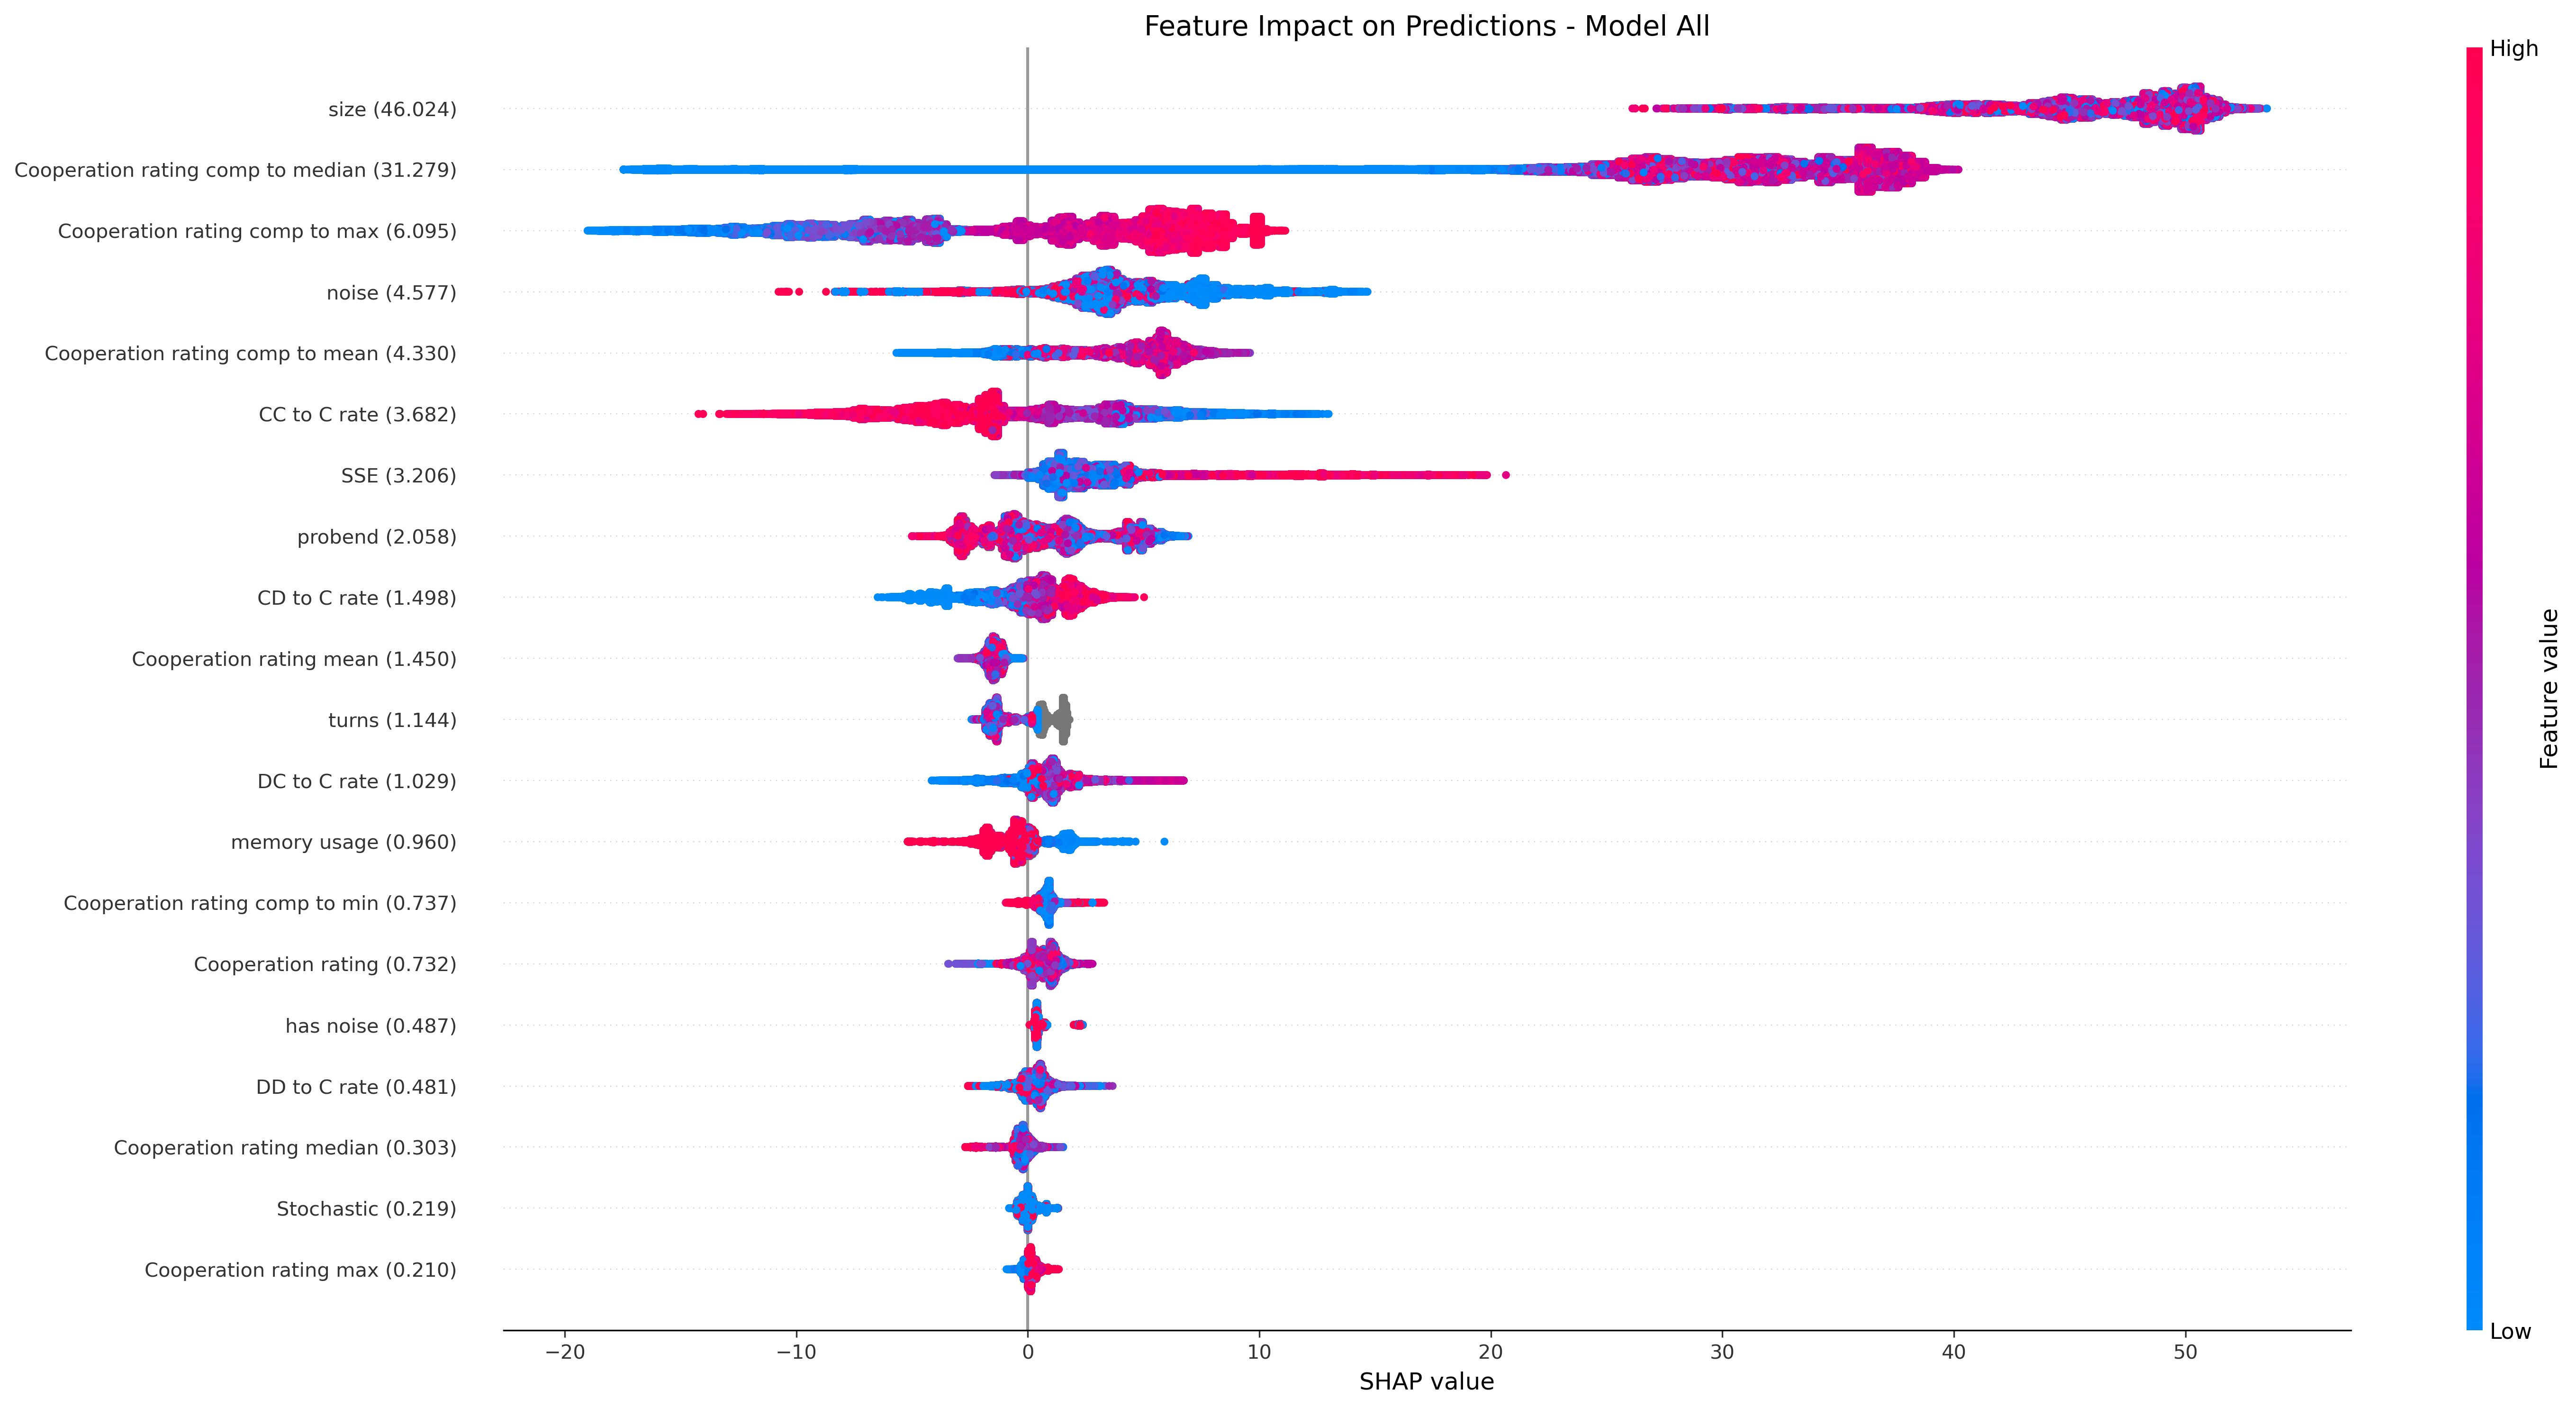 Feature Impact on Predictions - Model All
High
size (46.024)
Cooperation rating comp to median (31.279)
Cooperation rating comp to max (6.095)
noise (4.577)
Cooperation rating comp to mean (4.330)
CC to C rate (3.682)
SSE (3.206)
probend (2.058)
CD to C rate (1.498)
Cooperation rating mean (1.450)
turns (1.144)
DC to C rate (1.029)
memory usage (0.960)
Cooperation rating comp to min (0.737)
Cooperation rating (0.732)
has noise (0.487)
DD to C rate (0.481)
Cooperation rating median (0.303)
Stochastic (0.219)
Cooperation rating max (0.210)
Feature value
Low
−20 −10 0 10 20 30 40 50
SHAP value